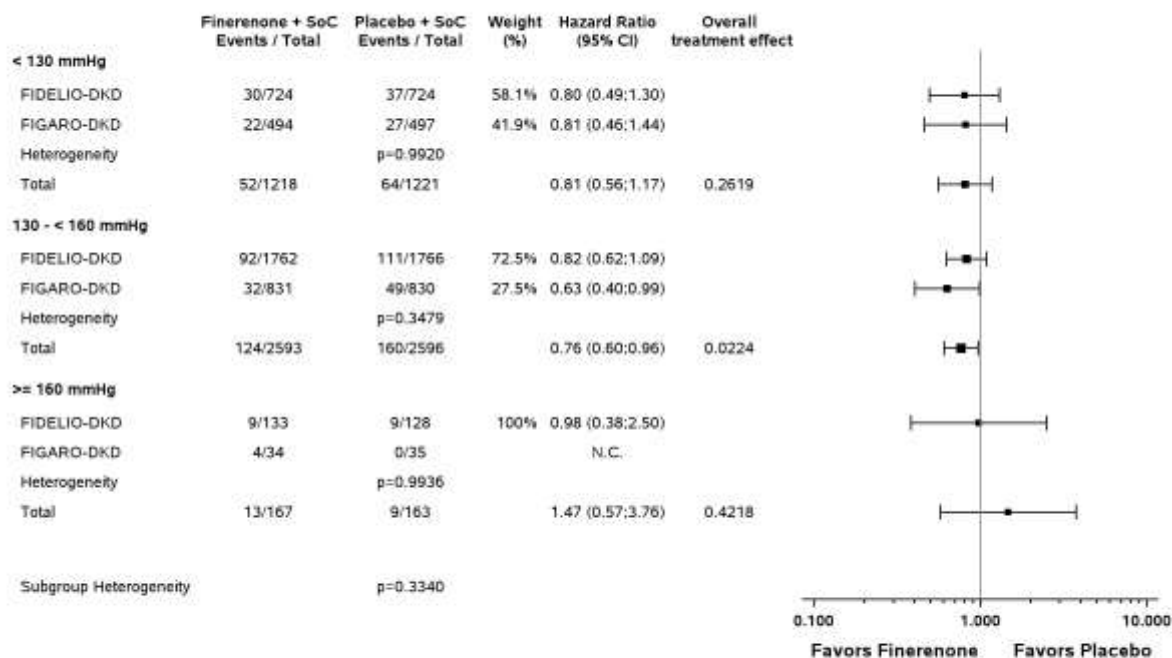 Finerenone + SoC Placebo + SoC Weight Hazard Ratio Overall
Events / Total Events / Total (%) (95% CI) treatment effect
< 130 mmHg
FIDELIO-DKD 30/724 37/724 58.1% 0.80 (0.49;1.30)
FIGARO-DKD 22/494 27/497 41.9% 0.81 (0.46;1.44)
Heterogeneity p=0.9920
Total 52/1218 64/1221 0.81 (0.56;1.17) 0.2619
130 - < 160 mmHg
FIDELIO-DKD 92/1762 111/1766 72.5% 0.82 (0.62;1.09)
FIGARO-DKD 32/831 49/830 27.5% 0.63 (0.40;0.99)
Heterogeneity p=0.3479
Total 124/2593 160/2596 0.76 (0.60;0.96) 0.0224
>= 160 mmHg
FIDELIO-DKD 9/133 9/128 100% 0.98 (0.38;2.50)
FIGARO-DKD 4/34 0/35 N.C.
Heterogeneity p=0.9936
Total 13/167 9/163 1.47 (0.57;3.76) 0.4218
Subgroup Heterogeneity p=0.3340
0.100 1.000 10.000
Favors Finerenone Favors Placebo